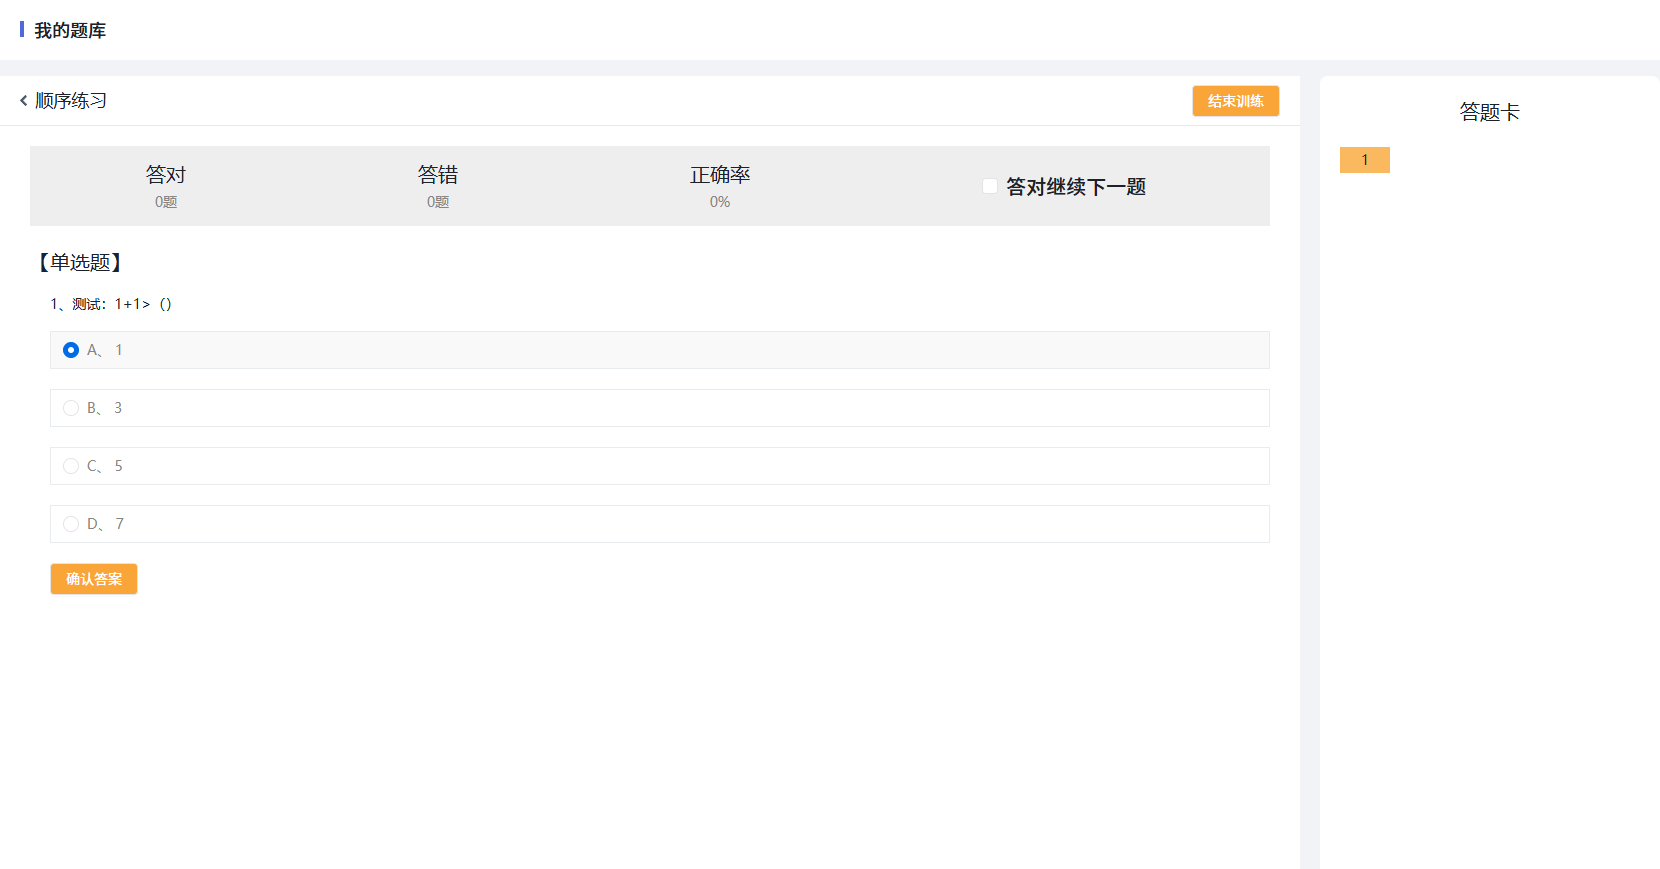 我的题库
顺序练习
结束训练
答对
0题
答错
0题
正确率
0%
答对继续下一题
【单选题】
1、测试：1+1>（）
A、 1
B、 3
C、 5
D、 7
确认答案
答题卡
1